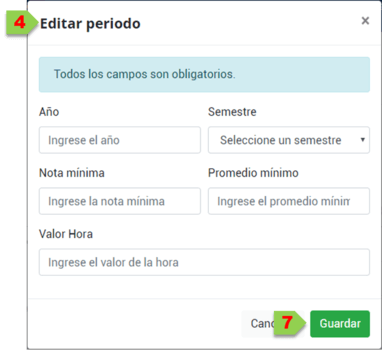 4 Editar periodo ×
Todos los campos son obligatorios.
Año Semestre
Ingrese el año Seleccione un semestre
Nota mínima Promedio mínimo
Ingrese la nota mínima Ingrese el promedio mínim
Valor Hora
Ingrese el valor de la hora
7 Guardar